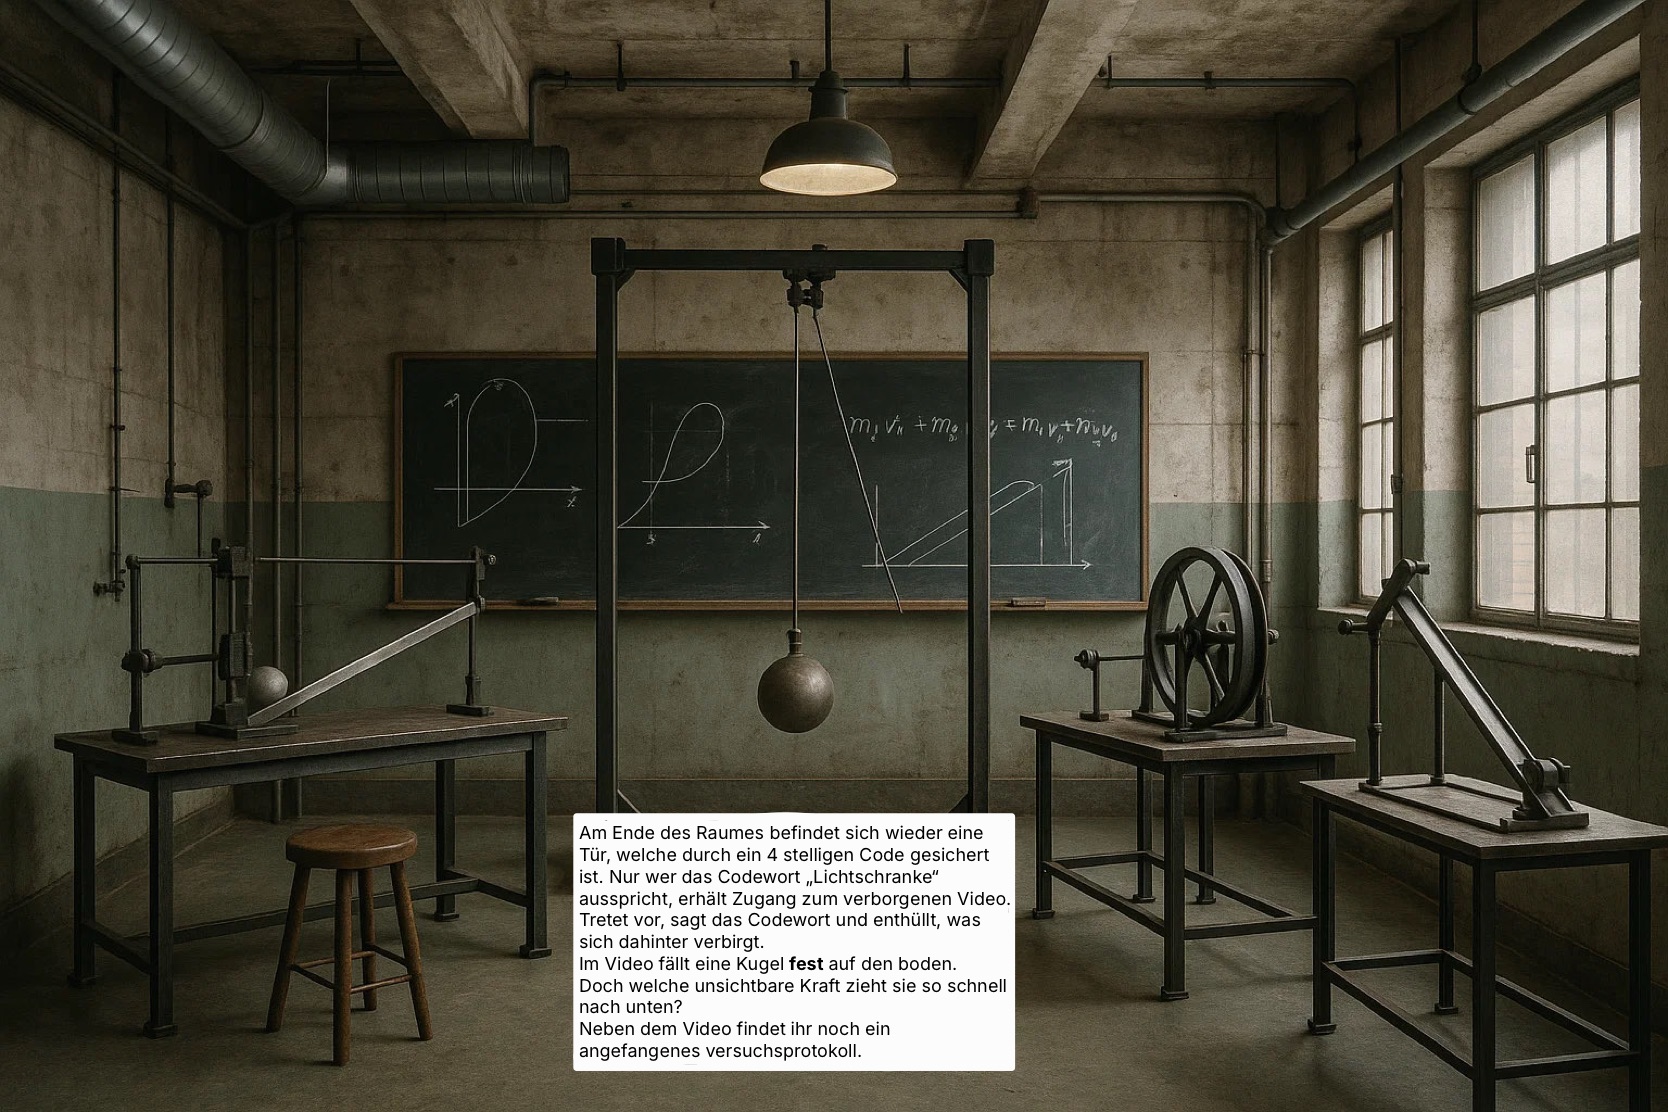 Am Ende des Raumes befindet sich wieder eine
Tür, welche durch ein 4 stelligen Code gesichert
ist. Nur wer das Codewort „Lichtschranke“
ausspricht, erhält Zugang zum verborgenen Video.
Tretet vor, sagt das Codewort und enthüllt, was
sich dahinter verbirgt.
Im Video fällt eine Kugel fest auf den boden.
Doch welche unsichtbare Kraft zieht sie so schnell
nach unten?
Neben dem Video findet ihr noch ein
angefangenes versuchsprotokoll.